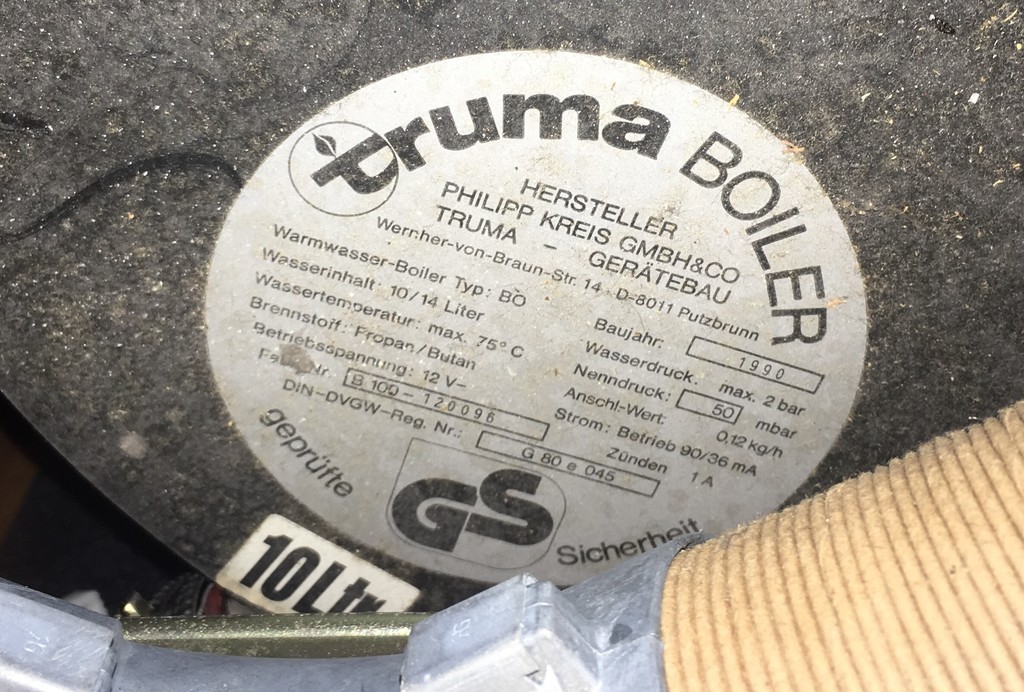 truma BOILER
HERSTELLER
PHILIPP KREIS GMBH&CO
TRUMA - GERÄTEBAU
Wernher-von-Braun-Str. 14 · D-8011 Putzbrunn
Warmwasser-Boiler Typ: BO
Wasserinhalt: 10/14 Liter
Wassertemperatur: max. 75° C
Brennstoff: Propan/Butan
Betriebsspannung: 12 V–
Nr. B 100 - 120096
DIN-DVGW-Reg. Nr.: G 80 e 045
Baujahr: 1990
Wasserdruck. max. 2 bar
Nenndruck: 50 mbar
Anschl-Wert: 0,12 kg/h
Strom: Betrieb 90/36 mA
Zünden 1 A
geprüfte
GS
Sicherheit
10Ltr